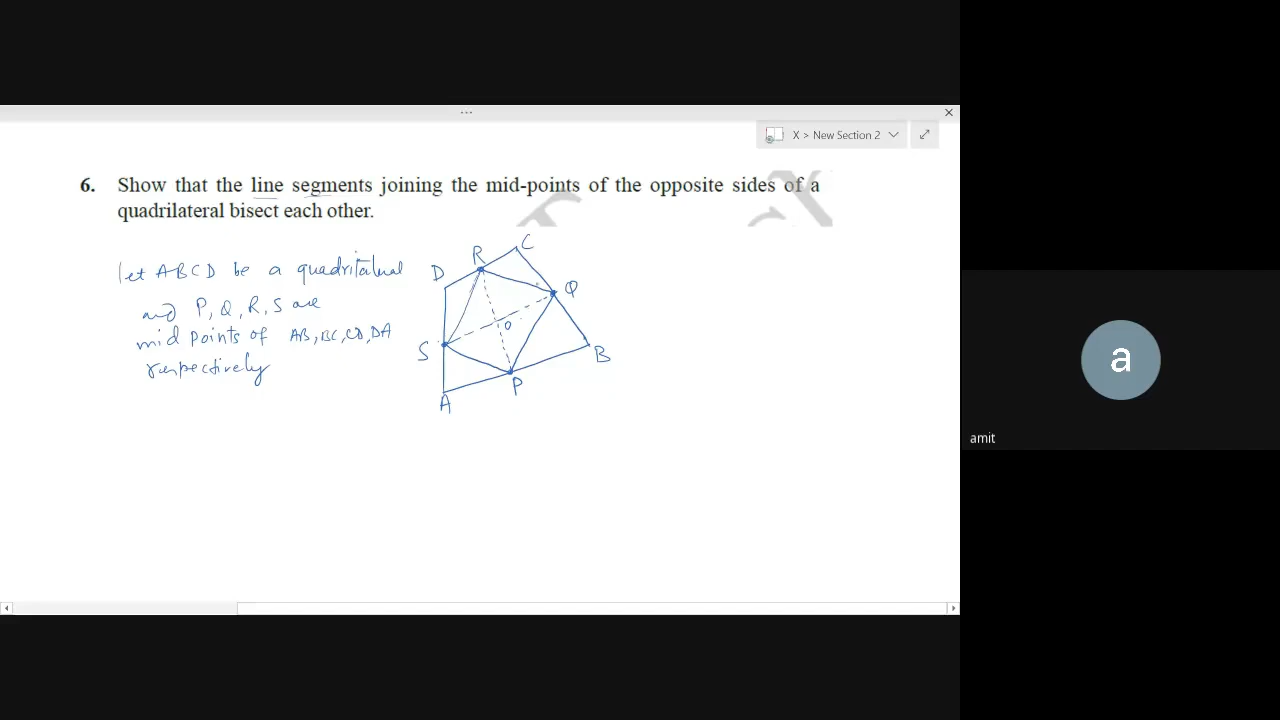 X > New Section 2
6. Show that the line segments joining the mid-points of the opposite sides of a
quadrilateral bisect each other.
let ABCD be a quadrilateral
and P, Q, R, S are
mid points of AB, BC, CD, DA
respectively
R
C
D
Q
O
S
B
P
A
a
amit